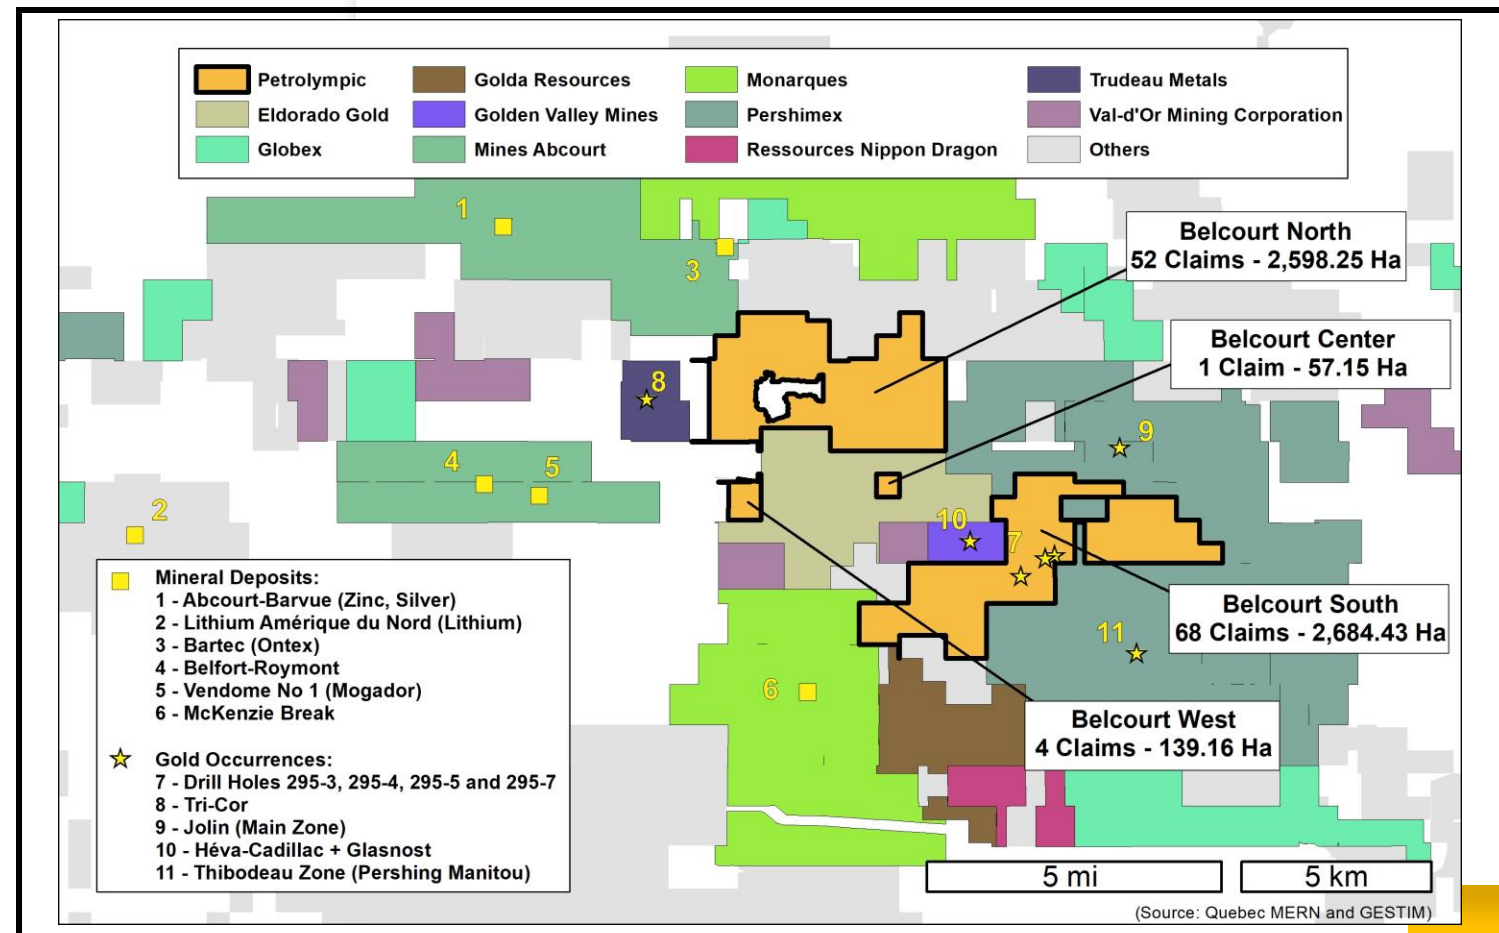 Petrolympic
Golda Resources
Monarques
Trudeau Metals
Eldorado Gold
Golden Valley Mines
Pershimex
Val-d'Or Mining Corporation
Globex
Mines Abcourt
Ressources Nippon Dragon
Others
1
3
Belcourt North
52 Claims - 2,598.25 Ha
Belcourt Center
1 Claim - 57.15 Ha
8
9
4
5
2
10
7
Belcourt South
68 Claims - 2,684.43 Ha
11
6
Belcourt West
4 Claims - 139.16 Ha
Mineral Deposits:
1 - Abcourt-Barvue (Zinc, Silver)
2 - Lithium Amérique du Nord (Lithium)
3 - Bartec (Ontex)
4 - Belfort-Roymont
5 - Vendome No 1 (Mogador)
6 - McKenzie Break
Gold Occurrences:
7 - Drill Holes 295-3, 295-4, 295-5 and 295-7
8 - Tri-Cor
9 - Jolin (Main Zone)
10 - Héva-Cadillac + Glasnost
11 - Thibodeau Zone (Pershing Manitou)
5 mi
5 km
(Source: Quebec MERN and GESTIM)